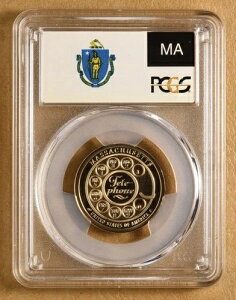 MA
PCGS
MASSACHUSETTS
Tele
phone
UNITED STATES OF AMERICA